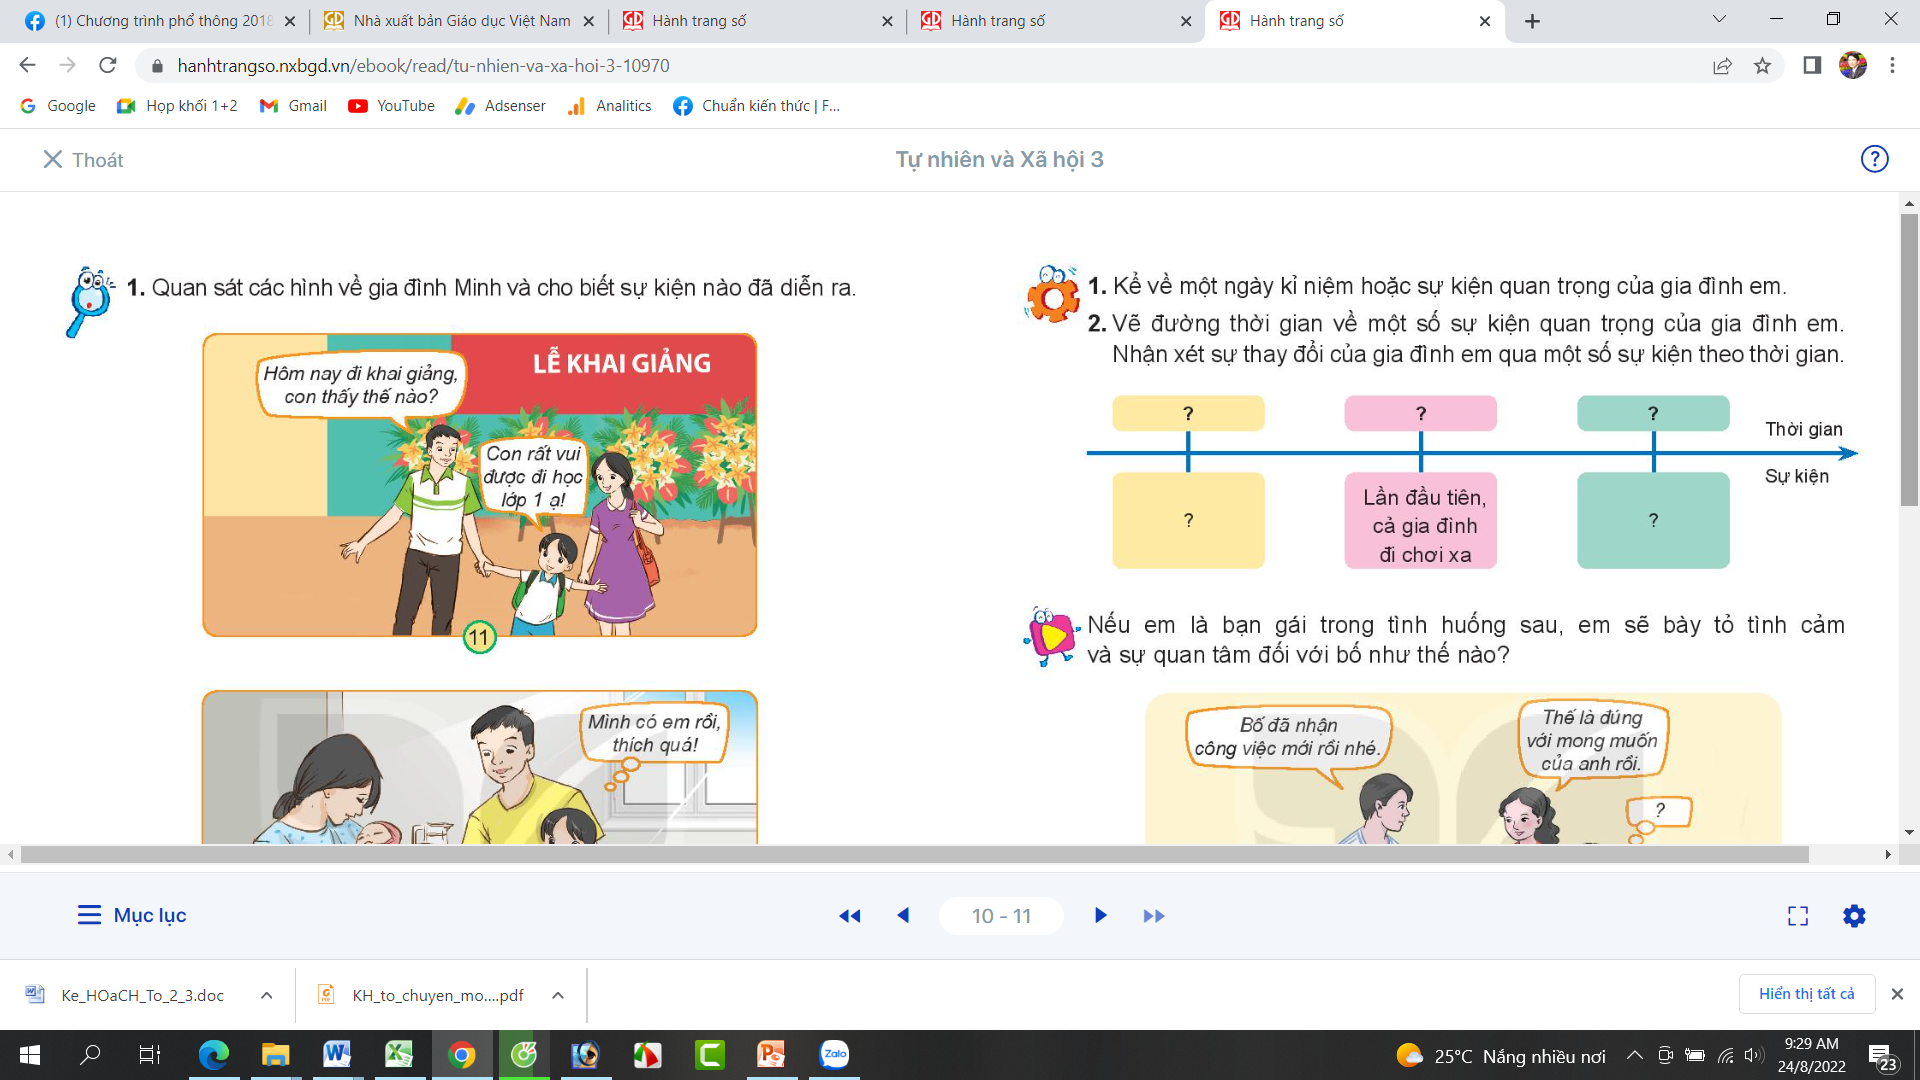 (1) Chương trình phổ thông 2018
Nhà xuất bản Giáo dục Việt Nam
Hành trang số
Hành trang số
Hành trang số
hanhtrangso.nxbgd.vn/ebook/read/tu-nhien-va-xa-hoi-3-10970
Google
Họp khối 1+2
Gmail
YouTube
Adsenser
Analitics
Chuẩn kiến thức | F...
Thoát
Tự nhiên và Xã hội 3
?
1. Quan sát các hình về gia đình Minh và cho biết sự kiện nào đã diễn ra.
LỄ KHAI GIẢNG
Hôm nay đi khai giảng,
con thấy thế nào?
Con rất vui
được đi học
lớp 1 ạ!
11
Mình có em rồi,
thích quá!
1. Kể về một ngày kỉ niệm hoặc sự kiện quan trọng của gia đình em.
2. Vẽ đường thời gian về một số sự kiện quan trọng của gia đình em.
Nhận xét sự thay đổi của gia đình em qua một số sự kiện theo thời gian.
?
?
?
Thời gian
Sự kiện
?
Lần đầu tiên,
cả gia đình
đi chơi xa
?
Nếu em là bạn gái trong tình huống sau, em sẽ bày tỏ tình cảm
và sự quan tâm đối với bố như thế nào?
Bố đã nhận
công việc mới rồi nhé.
Thế là đúng
với mong muốn
của anh rồi.
?
Mục lục
10 - 11
Ke_HOaCH_To_2_3.doc
KH_to_chuyen_mo....pdf
Hiển thị tất cả
Zalo
25°C Nắng nhiều nơi
9:29 AM
24/8/2022
23